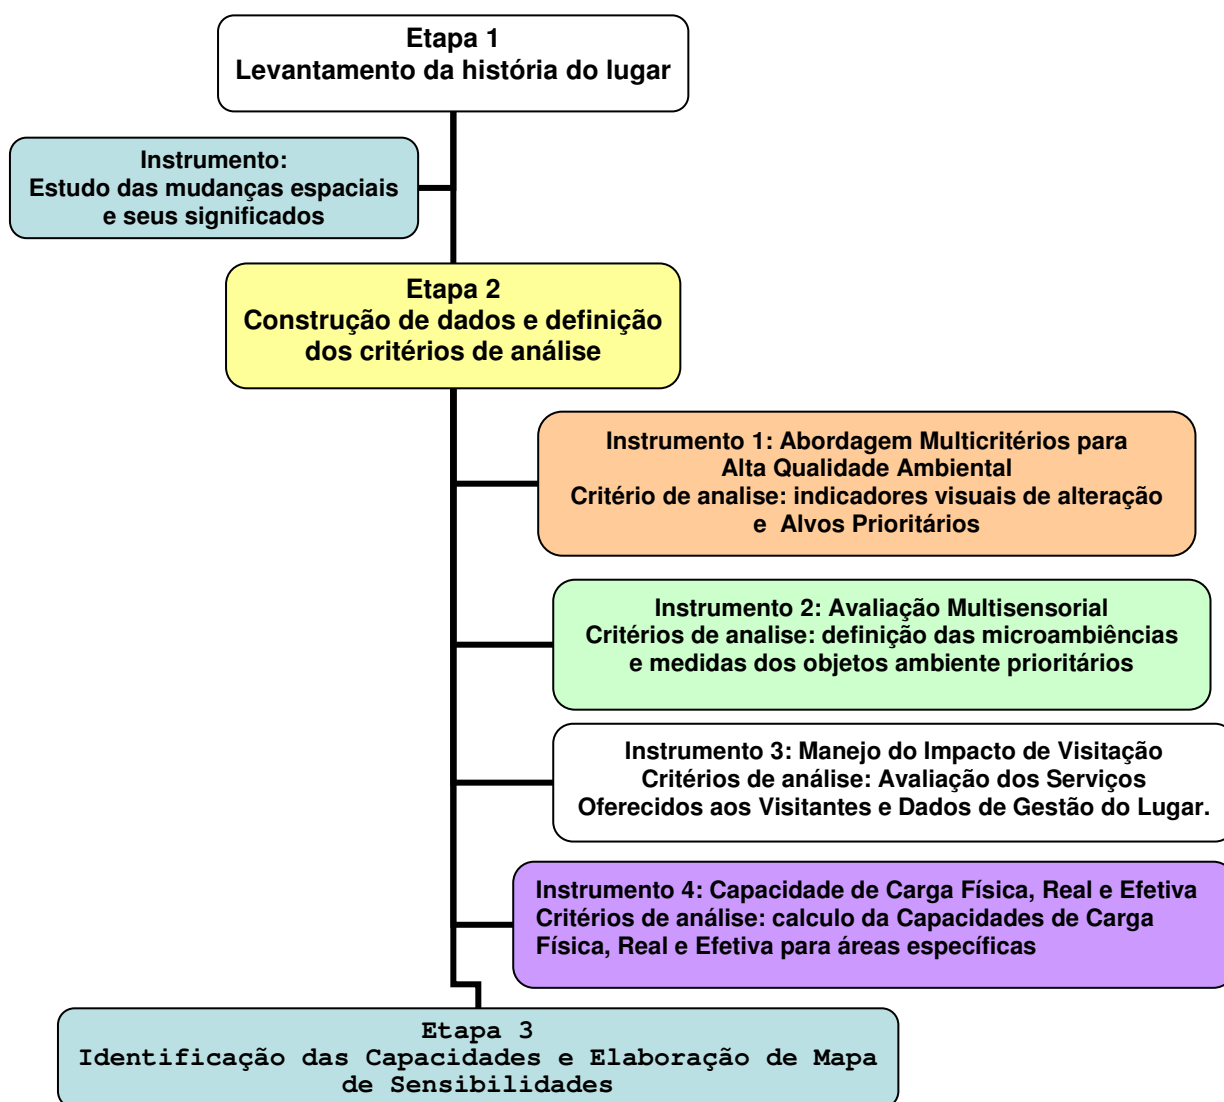 Etapa 1
Levantamento da história do lugar
Instrumento:
Estudo das mudanças espaciais
e seus significados
Etapa 2
Construção de dados e definição
dos critérios de análise
Instrumento 1: Abordagem Multicritérios para
Alta Qualidade Ambiental
Critério de analise: indicadores visuais de alteração
e Alvos Prioritários
Instrumento 2: Avaliação Multisensorial
Critérios de analise: definição das microambiências
e medidas dos objetos ambiente prioritários
Instrumento 3: Manejo do Impacto de Visitação
Critérios de análise: Avaliação dos Serviços
Oferecidos aos Visitantes e Dados de Gestão do Lugar.
Instrumento 4: Capacidade de Carga Física, Real e Efetiva
Critérios de análise: calculo da Capacidades de Carga
Física, Real e Efetiva para áreas específicas
Etapa 3
Identificação das Capacidades e Elaboração de Mapa
de Sensibilidades